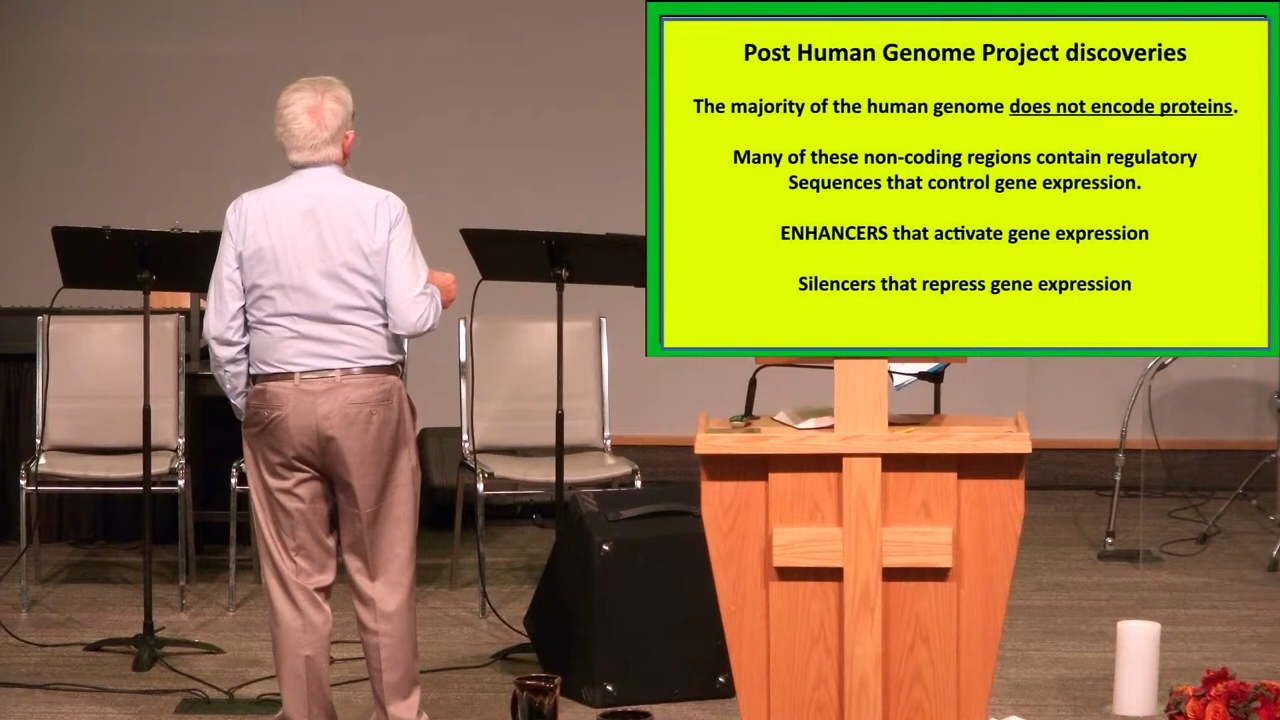 Post Human Genome Project discoveries
The majority of the human genome does not encode proteins.
Many of these non-coding regions contain regulatory
Sequences that control gene expression.
ENHANCERS that activate gene expression
Silencers that repress gene expression